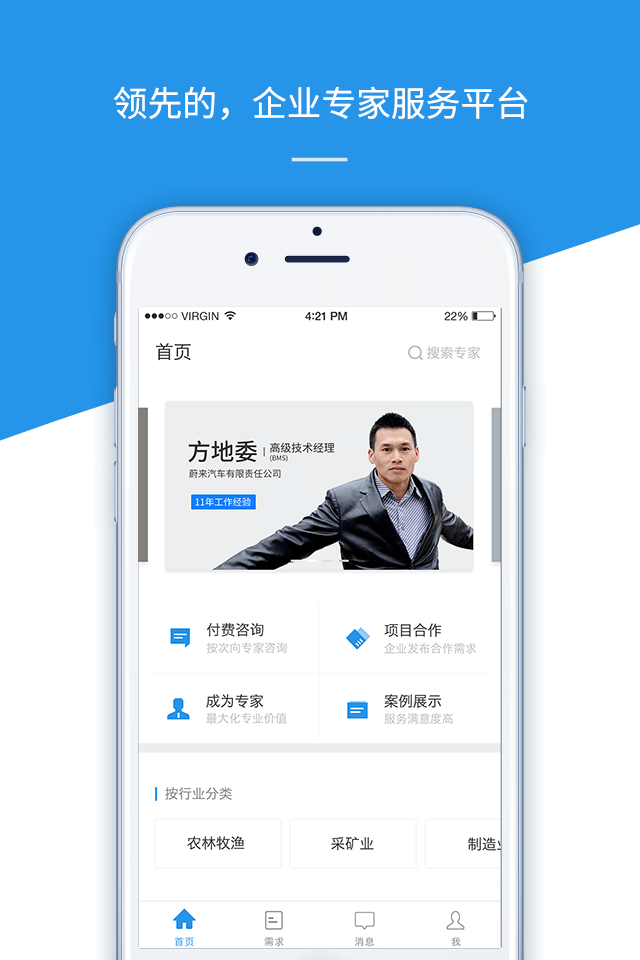 领先的，企业专家服务平台
VIRGIN 4:21 PM 22%
首页 搜索专家
方地委 高级技术经理
(BMS)
蔚来汽车有限责任公司
11年工作经验
付费咨询 项目合作
按次向专家咨询 企业发布合作需求
成为专家 案例展示
最大化专业价值 服务满意度高
按行业分类
农林牧渔 采矿业 制造业
首页 需求 消息 我